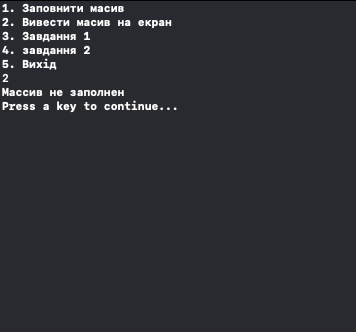 1. Заповнити масив
2. Вивести масив на екран
3. Завдання 1
4. завдання 2
5. Вихід
2
Массив не заполнен
Press a key to continue...